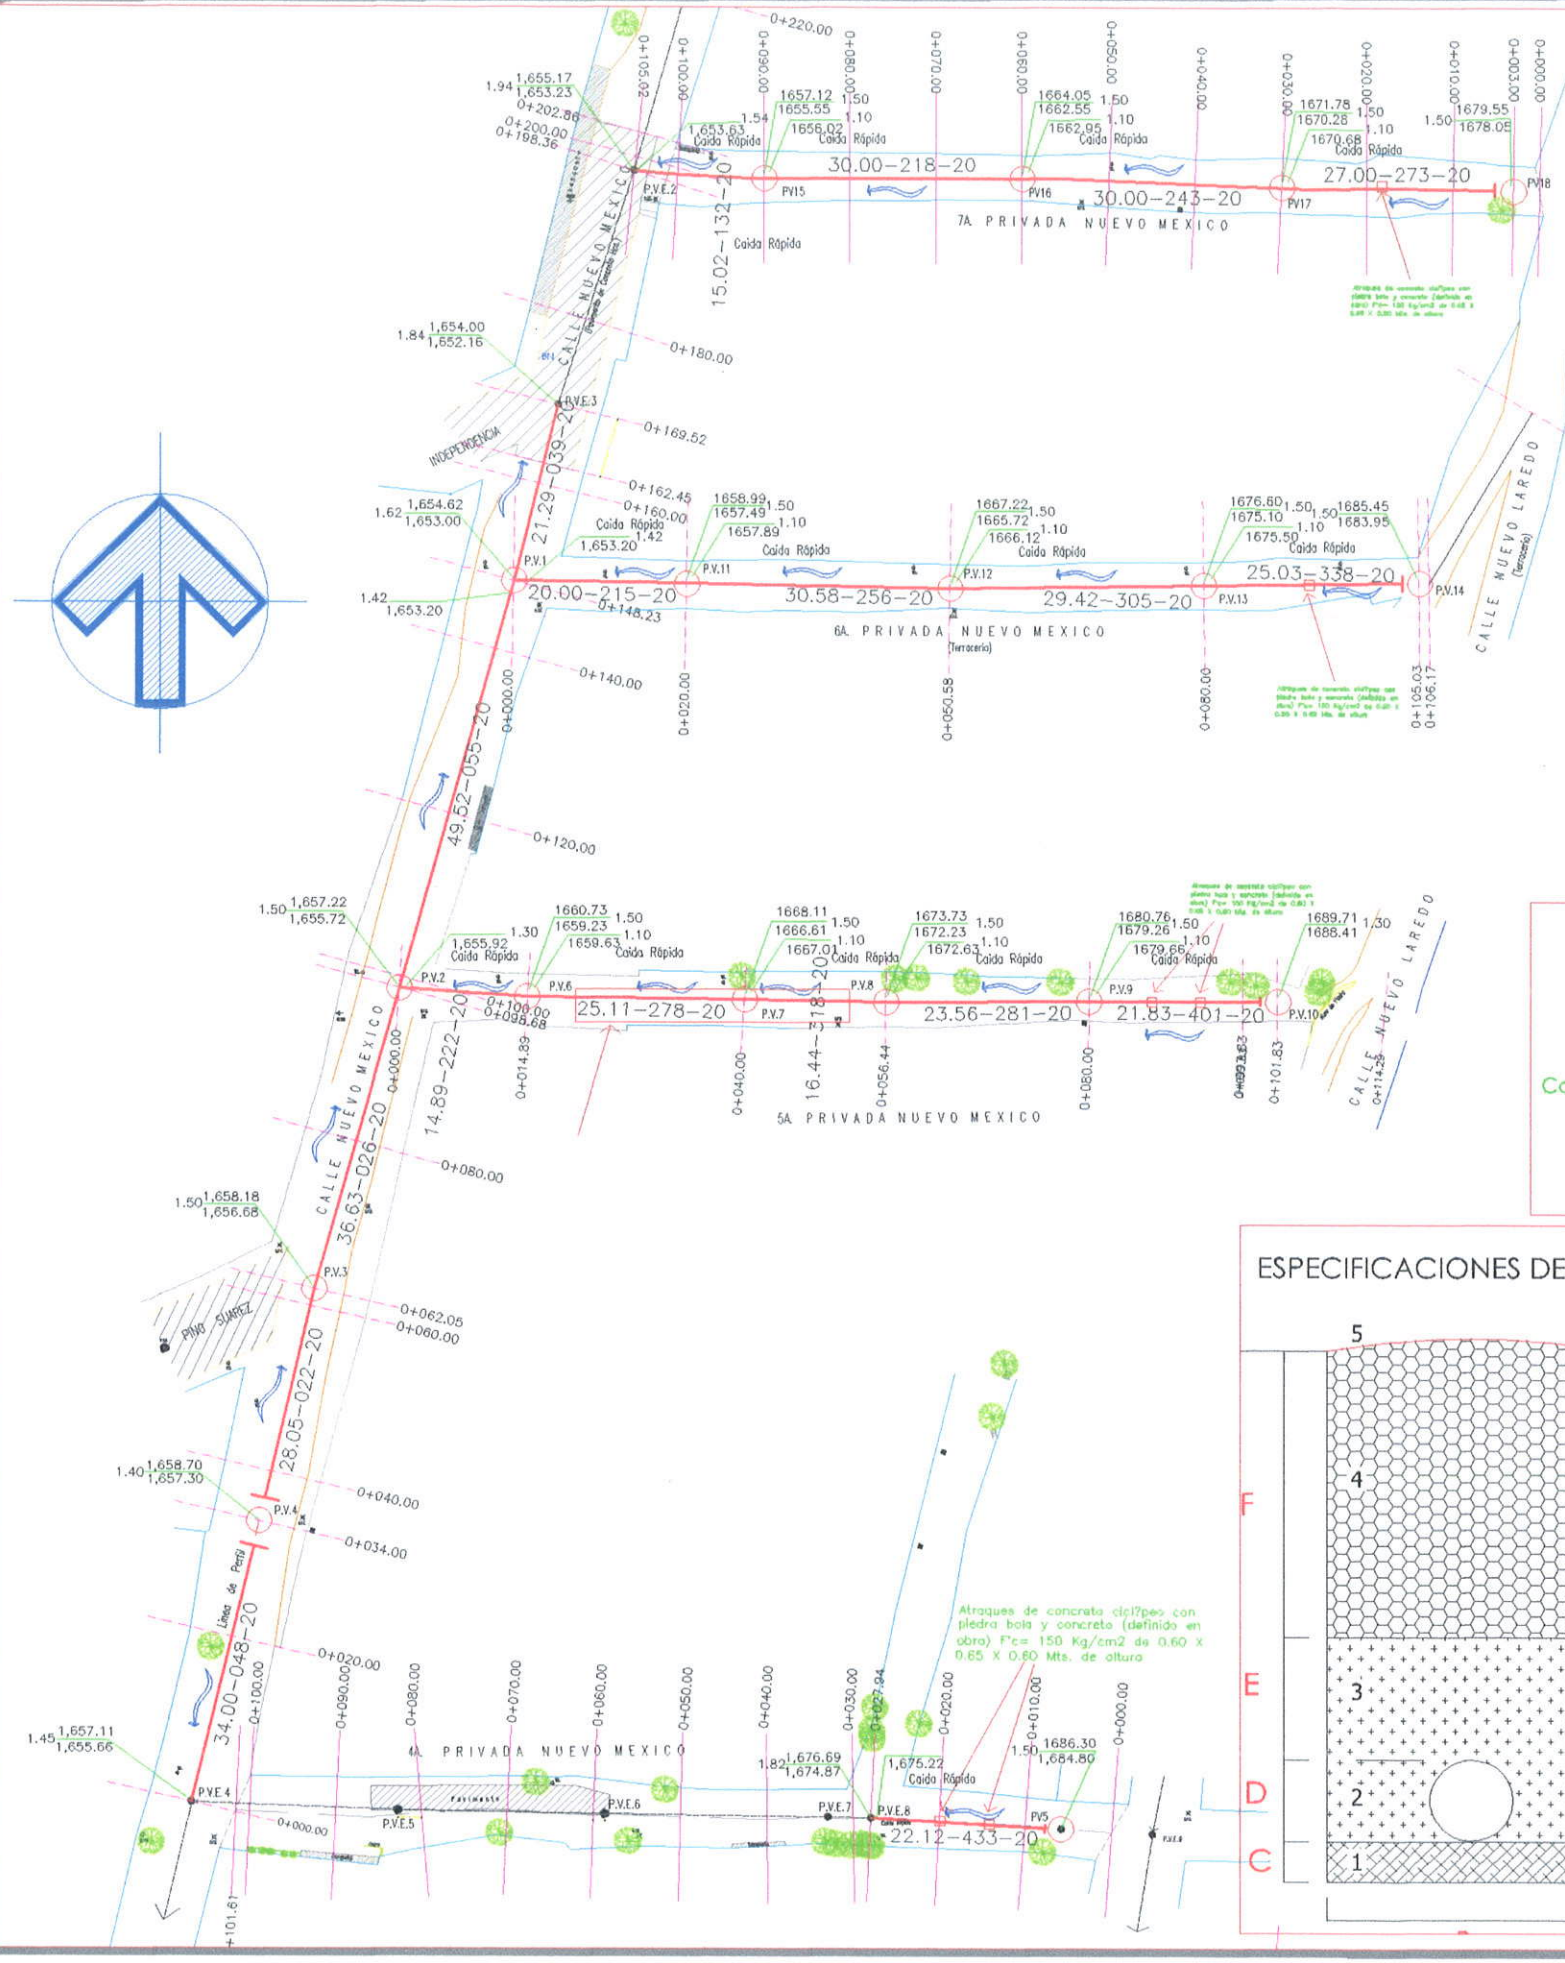 0+220.00
0+105.02
0+100.00
0+090.00
0+080.00
0+070.00
0+060.00
0+050.00
0+040.00
0+030.00
0+020.00
0+010.00
0+003.00
0+000.00
1.94
1,655.17
1,653.23
0+202.86
0+200.00
0+198.36
1.54
1,653.63
Caida Rápida
1657.12
1655.55
1656.02
1.50
1.10
Caida Rápida
1664.05
1662.55
1662.95
1.50
1.10
Caida Rápida
1671.78
1670.28
1670.68
1.50
1.10
Caida Rápida
1.50
1679.55
1678.05
P.V.E.2
PV15
PV16
PV17
PV18
15.02-132-20
30.00-218-20
30.00-243-20
27.00-273-20
7A. PRIVADA NUEVO MEXICO
Caida Rápida
CALLE NUEVO MEXICO
1.84
1,654.00
1,652.16
0+180.00
P.V.E.3
0+169.52
INDEPENDENCIA
21.29-039-20
0+162.45
0+160.00
1.62
1,654.62
1,653.00
P.V.1
Caida Rápida
1.42
1,653.20
1.42
1,653.20
1658.99
1657.49
1657.89
1.50
1.10
Caida Rápida
1667.22
1665.72
1666.12
1.50
1.10
Caida Rápida
1676.60
1675.10
1675.50
1.50
1.10
Caida Rápida
1.50
1685.45
1683.95
P.V.11
P.V.12
P.V.13
P.V.14
20.00-215-20
30.58-256-20
29.42-305-20
25.03-338-20
0+148.23
6A. PRIVADA NUEVO MEXICO
(Terraceria)
CALLE NUEVO LAREDO
(Terraceria)
0+140.00
0+000.00
0+020.00
0+050.58
0+080.00
0+105.03
0+106.17
49.52-055-20
0+120.00
1.50
1,657.22
1,655.72
P.V.2
1.30
1,655.92
Caida Rápida
1660.73
1659.23
1659.63
1.50
1.10
Caida Rápida
1668.11
1666.61
1667.01
1.50
1.10
Caida Rápida
1673.73
1672.23
1672.63
1.50
1.10
Caida Rápida
1680.76
1679.26
1679.66
1.50
1.10
Caida Rápida
1689.71
1688.41
1.30
P.V.6
P.V.7
P.V.8
P.V.9
P.V.10
0+100.00
0+098.68
14.89-222-20
25.11-278-20
16.44-318-20
23.56-281-20
21.83-401-20
0+000.00
0+014.89
0+040.00
0+056.44
0+080.00
0+101.83
0+114.29
5A. PRIVADA NUEVO MEXICO
CALLE NUEVO LAREDO
CALLE NUEVO MEXICO
36.63-026-20
0+080.00
1.50
1,658.18
1,656.68
P.V.3
PINO SUAREZ
0+062.05
0+060.00
28.05-022-20
1.40
1,658.70
1,657.30
P.V.4
0+040.00
0+034.00
Linea de Perfil
34.00-048-20
0+020.00
1.45
1,657.11
1,655.66
P.V.E.4
0+000.00
0+100.00
0+090.00
0+080.00
0+070.00
0+060.00
0+050.00
0+040.00
0+030.00
0+027.94
0+020.00
0+010.00
0+000.00
Atraques de concreto cicl?peo con
piedra bola y concreto (definido en
obra) F'c= 150 Kg/cm2 de 0.60 X
0.65 X 0.60 Mts. de altura
4A. PRIVADA NUEVO MEXICO
Pavimento
P.V.E.5
P.V.E.6
P.V.E.7
P.V.E.8
1.82
1,676.69
1,674.87
1,675.22
Caida Rápida
1.50
1686.30
1,684.80
PV5
22.12-433-20
P.V.E.9
+101.61
Co
ESPECIFICACIONES DE
5
4
3
2
1
F
E
D
C